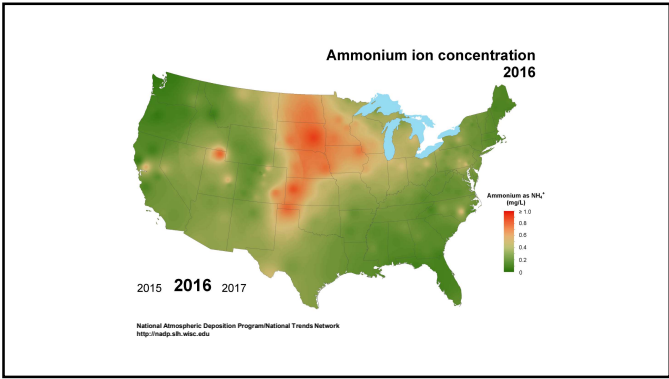 Ammonium ion concentration
2016
Ammonium as NH₄⁺
(mg/L)
≥ 1.0
0.8
0.6
0.4
0.2
0
2015 2016 2017
National Atmospheric Deposition Program/National Trends Network
http://nadp.slh.wisc.edu